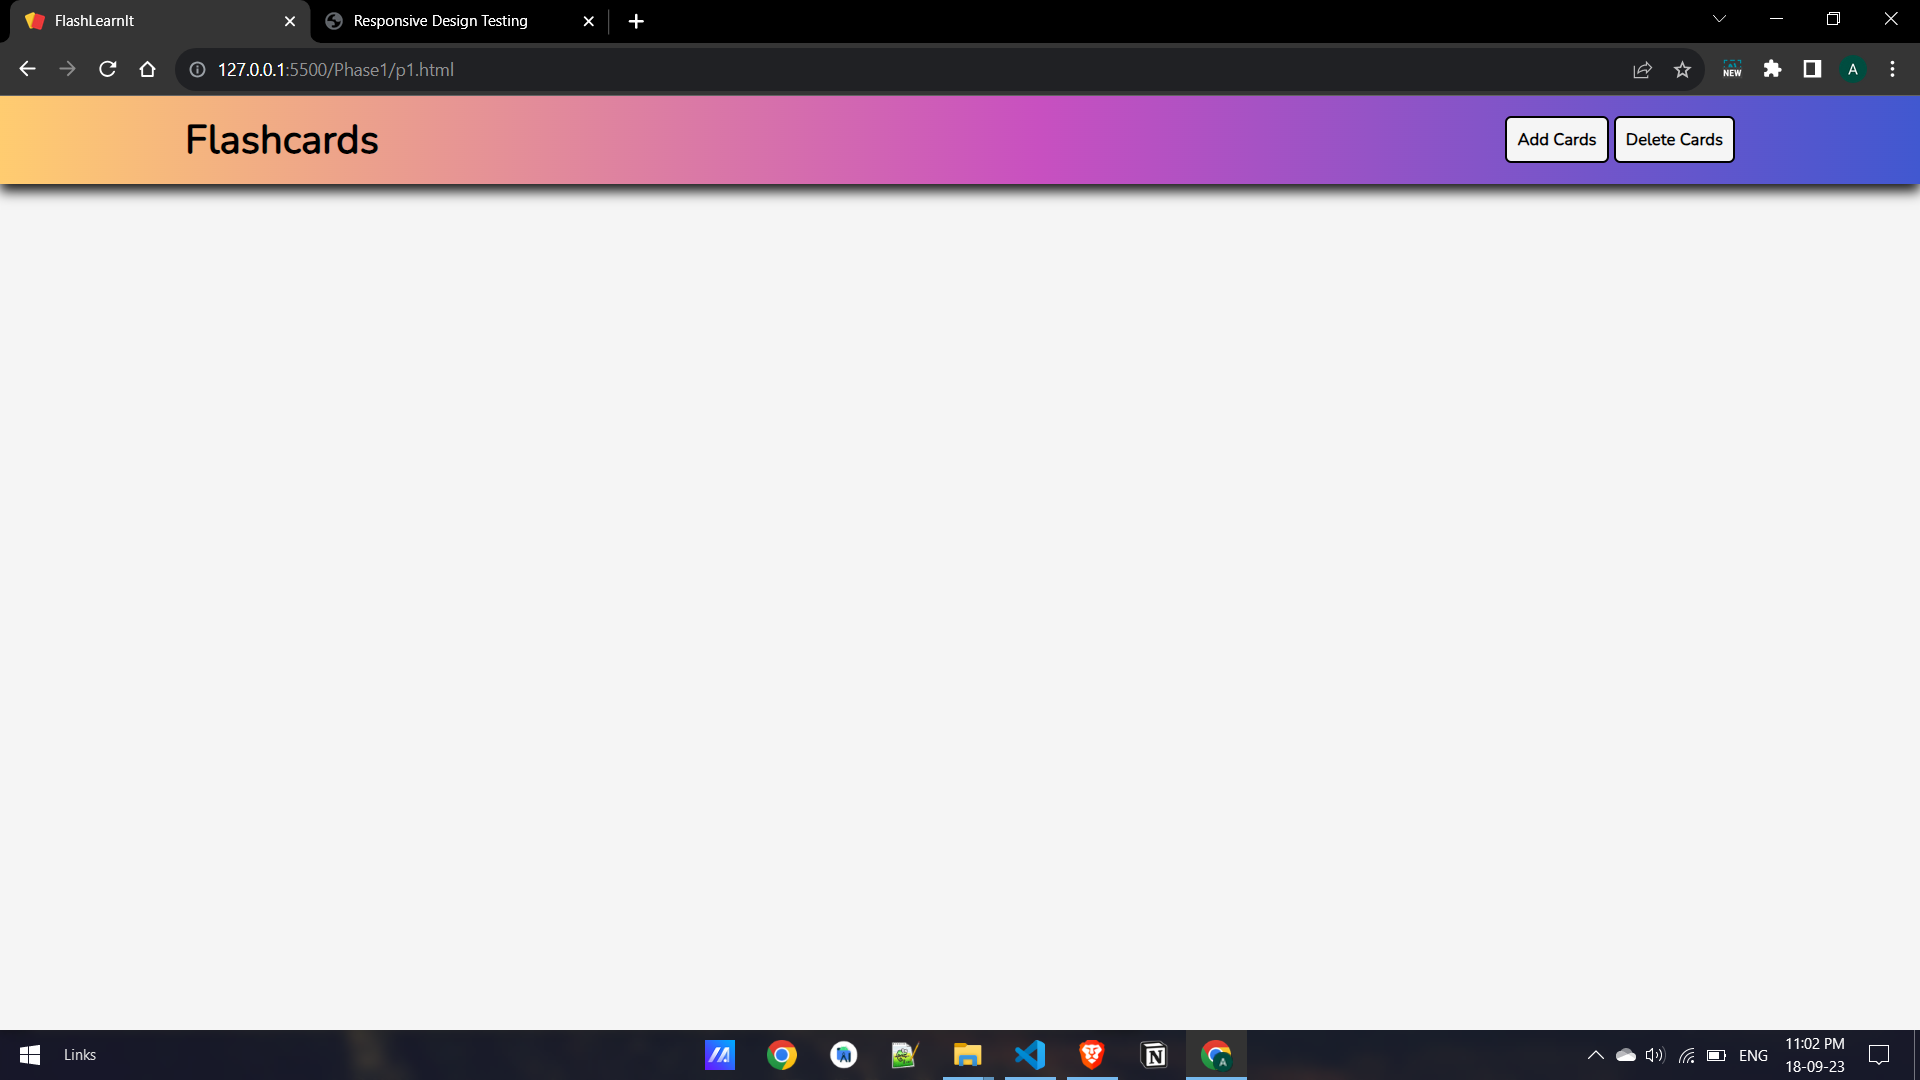 FlashLearnIt
Responsive Design Testing
127.0.0.1:5500/Phase1/p1.html
NEW
A
Flashcards
Add Cards
Delete Cards
Links
ENG
11:02 PM
18-09-23